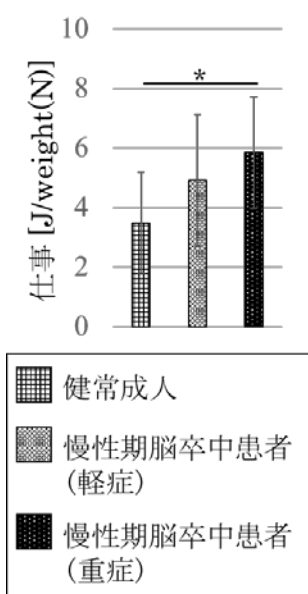 10
8
6
4
2
0
*
仕事 [J/weight(N)]
健常成人
慢性期脳卒中患者
(軽症)
慢性期脳卒中患者
(重症)